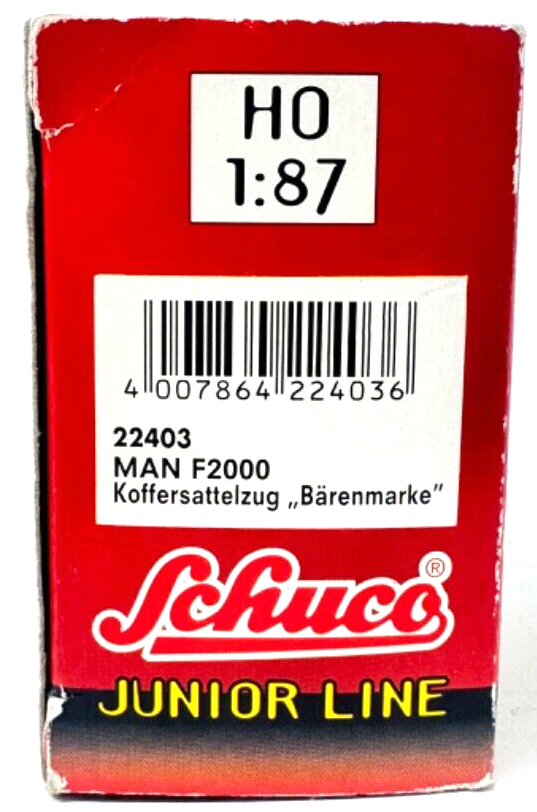 HO
1:87
4 007864 224036
22403
MAN F2000
Koffersattelzug „Bärenmarke”
Schuco®
JUNIOR LINE